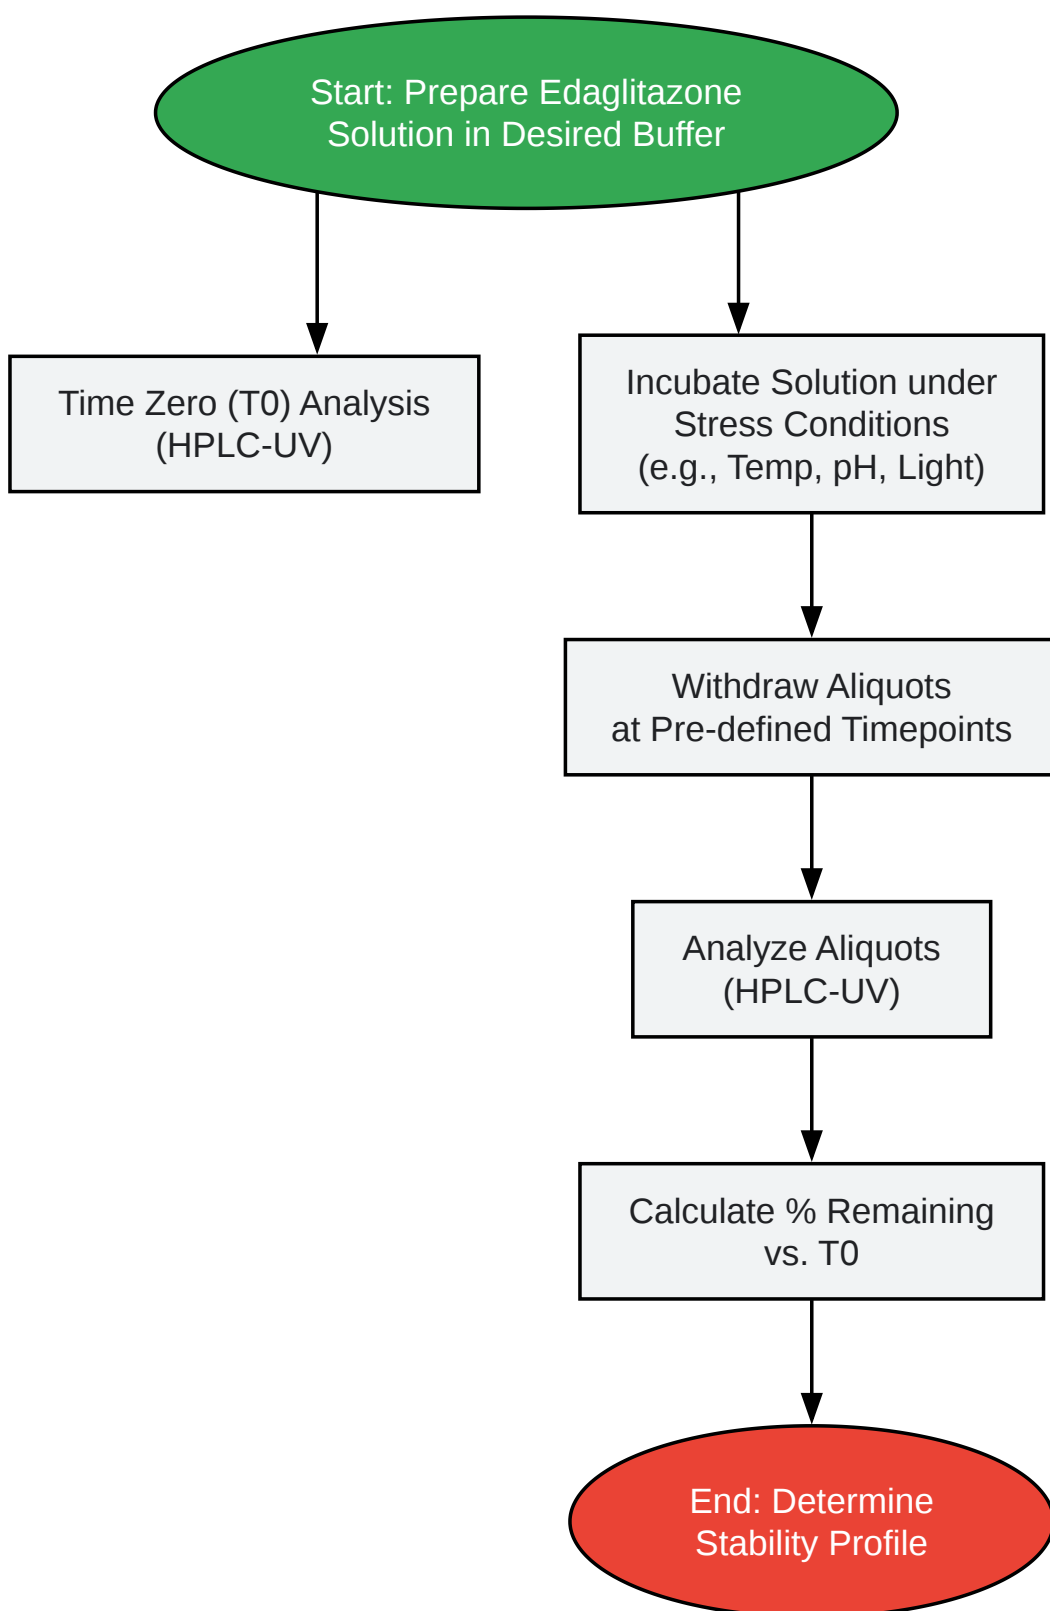 Start: Prepare Edaglitazone
Solution in Desired Buffer
Time Zero (T0) Analysis
(HPLC-UV)
Incubate Solution under
Stress Conditions
(e.g., Temp, pH, Light)
Withdraw Aliquots
at Pre-defined Timepoints
Analyze Aliquots
(HPLC-UV)
Calculate % Remaining
vs. T0
End: Determine
Stability Profile